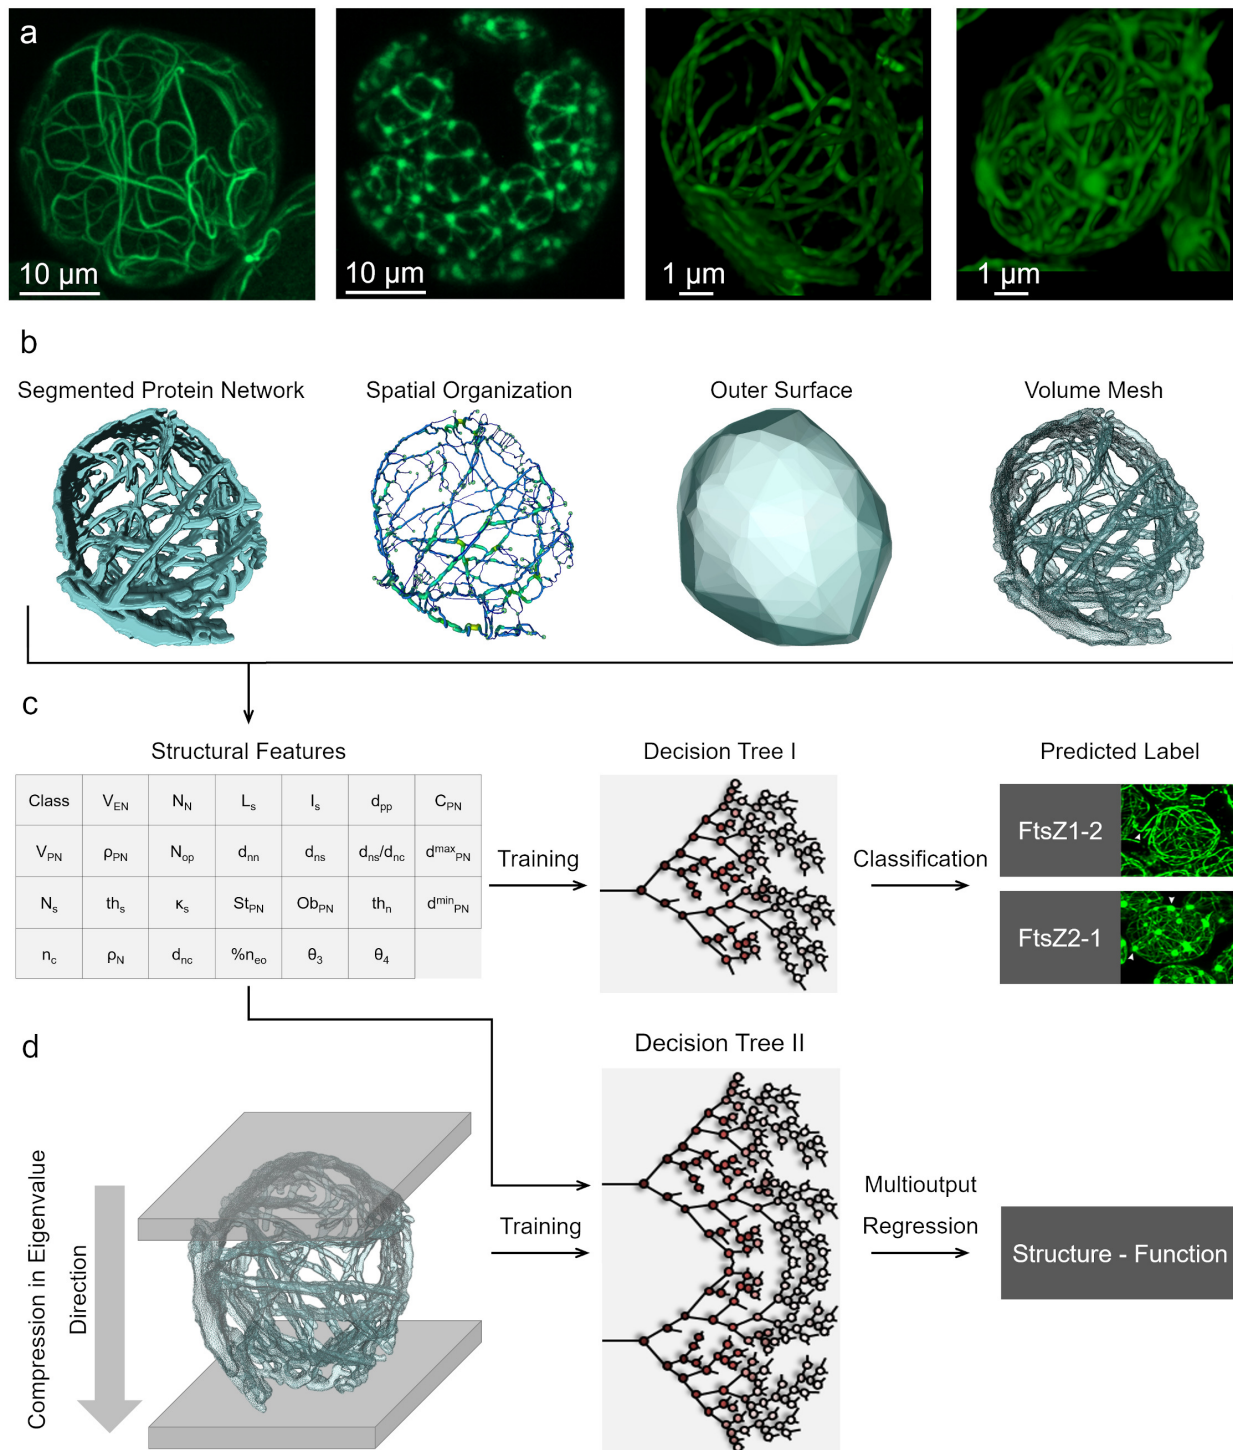 a
10 µm
10 µm
1 µm
1 µm
b
Segmented Protein Network
Spatial Organization
Outer Surface
Volume Mesh
c
Structural Features
Decision Tree I
Predicted Label
Class V_EN N_N L_s I_s d_pp C_PN
V_PN ρ_PN N_op d_nn d_ns d_ns/d_nc d^max_PN
N_s th_s κ_s St_PN Ob_PN th_n d^min_PN
n_c ρ_N d_nc %n_eo θ_3 θ_4
Training
Classification
FtsZ1-2
FtsZ2-1
d
Decision Tree II
Compression in Eigenvalue
Direction
Training
Multioutput
Regression
Structure - Function